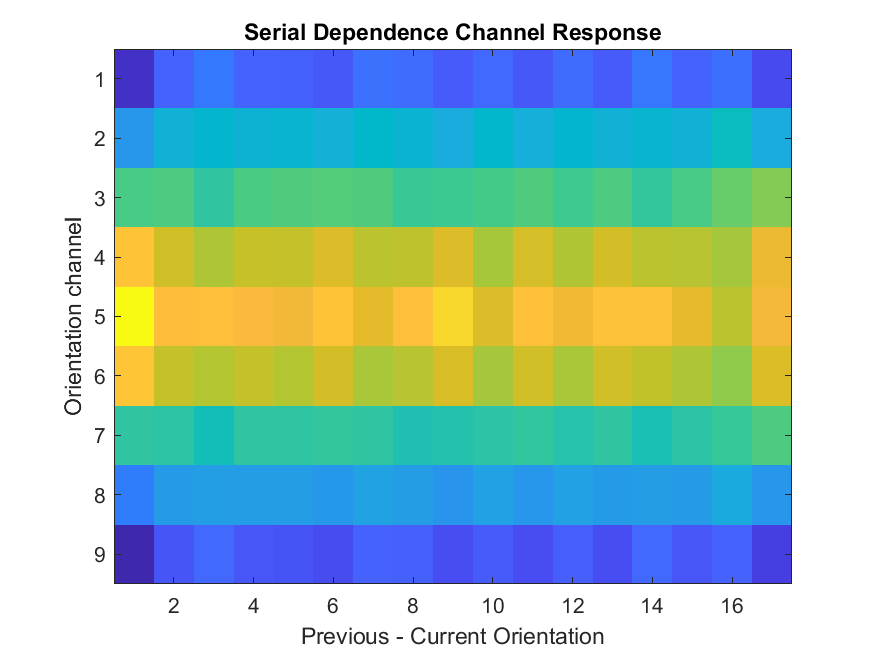 Serial Dependence Channel Response
Orientation channel
1
2
3
4
5
6
7
8
9
2 4 6 8 10 12 14 16
Previous - Current Orientation